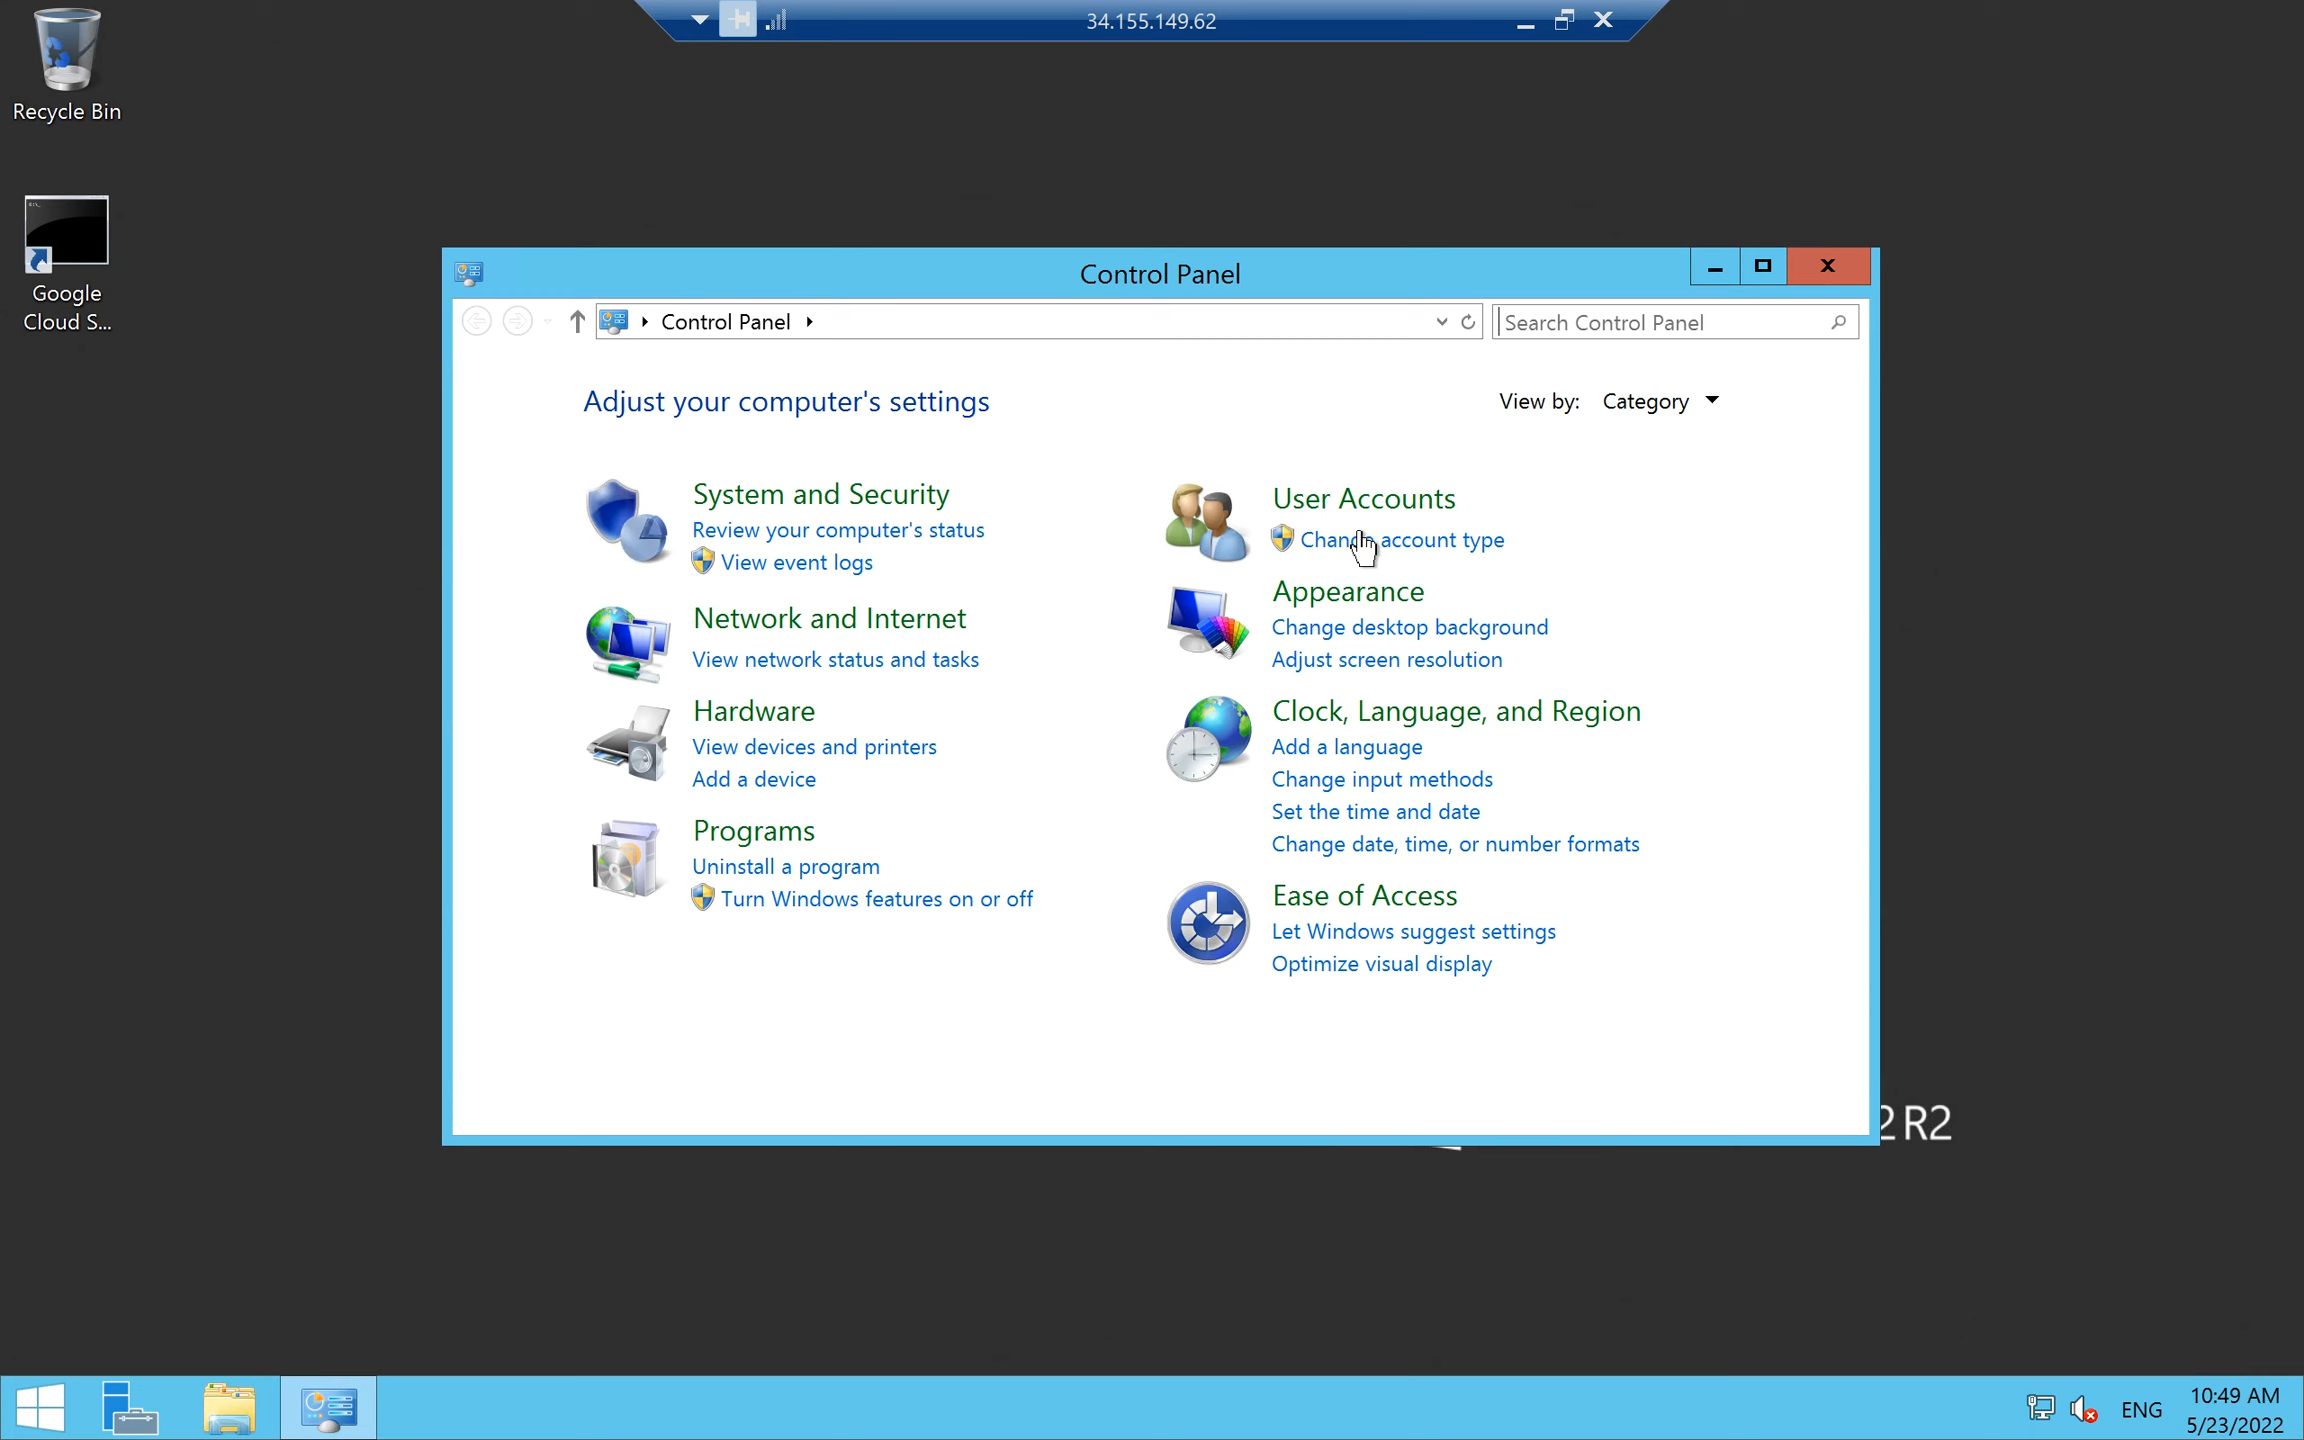 34.155.149.62
Recycle Bin
Google
Cloud S...
Control Panel
Control Panel
Search Control Panel
Adjust your computer's settings
View by: Category
System and Security
Review your computer's status
View event logs
Network and Internet
View network status and tasks
Hardware
View devices and printers
Add a device
Programs
Uninstall a program
Turn Windows features on or off
User Accounts
Change account type
Appearance
Change desktop background
Adjust screen resolution
Clock, Language, and Region
Add a language
Change input methods
Set the time and date
Change date, time, or number formats
Ease of Access
Let Windows suggest settings
Optimize visual display
2 R2
ENG
10:49 AM
5/23/2022